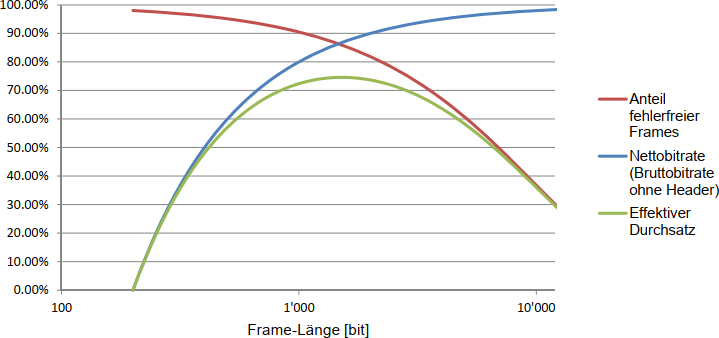 100.00%
90.00%
80.00%
70.00%
60.00%
50.00%
40.00%
30.00%
20.00%
10.00%
0.00%
100
1'000
10'000
Frame-Länge [bit]
Anteil
fehlerfreier
Frames
Nettobitrate
(Bruttobitrate
ohne Header)
Effektiver
Durchsatz